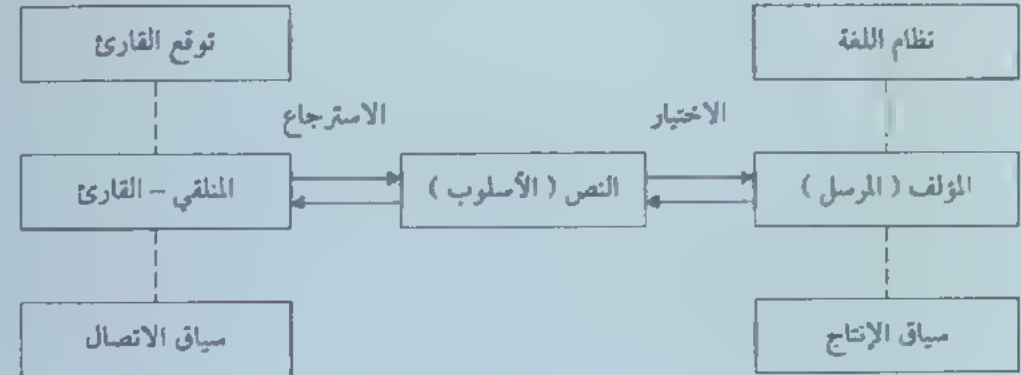 نظام اللغة
توقع القارئ
الاختيار
الاسترجاع
المؤلف ( المرسل )
النص ( الأسلوب )
المتلقي – القارئ
سياق الإنتاج
سياق الاتصال